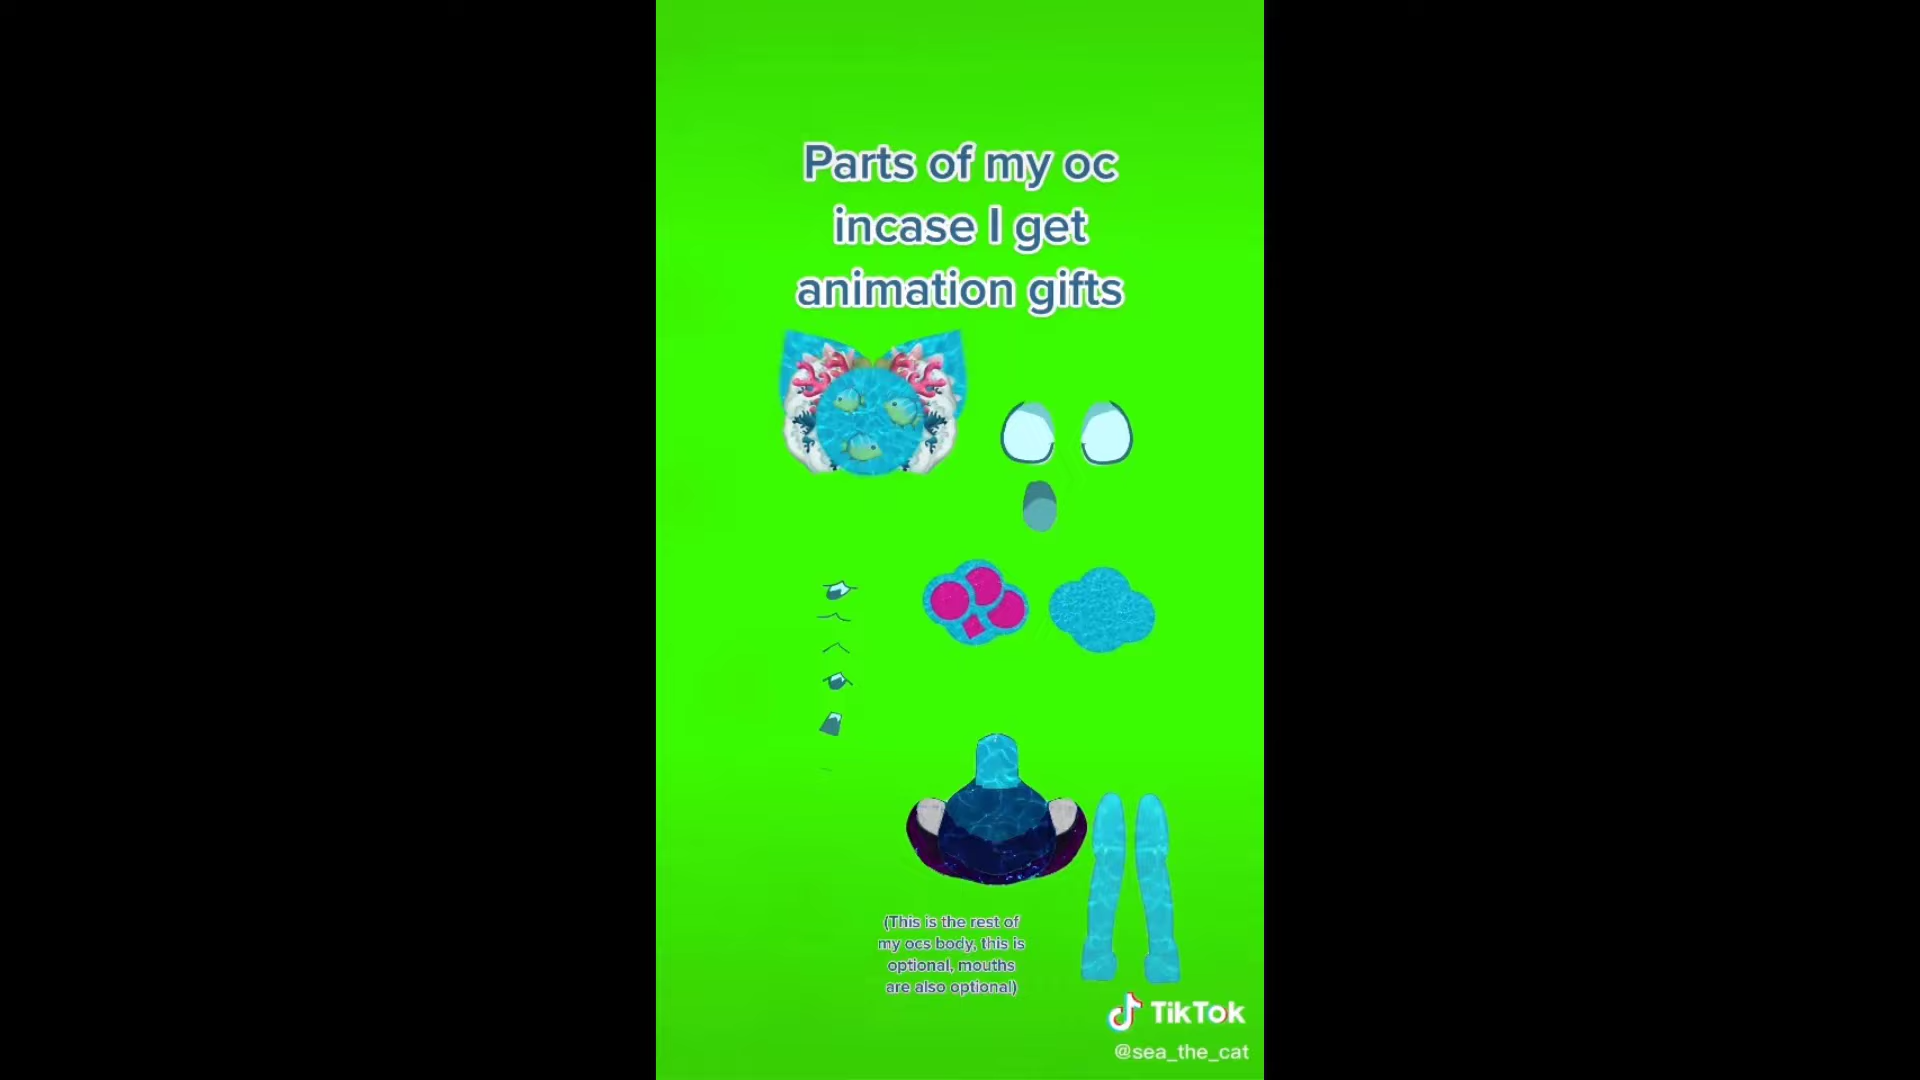 Parts of my oc
incase I get
animation gifts
(This is the rest of
my ocs body, this is
optional, mouths
are also optional)
TikTok
@sea_the_cat